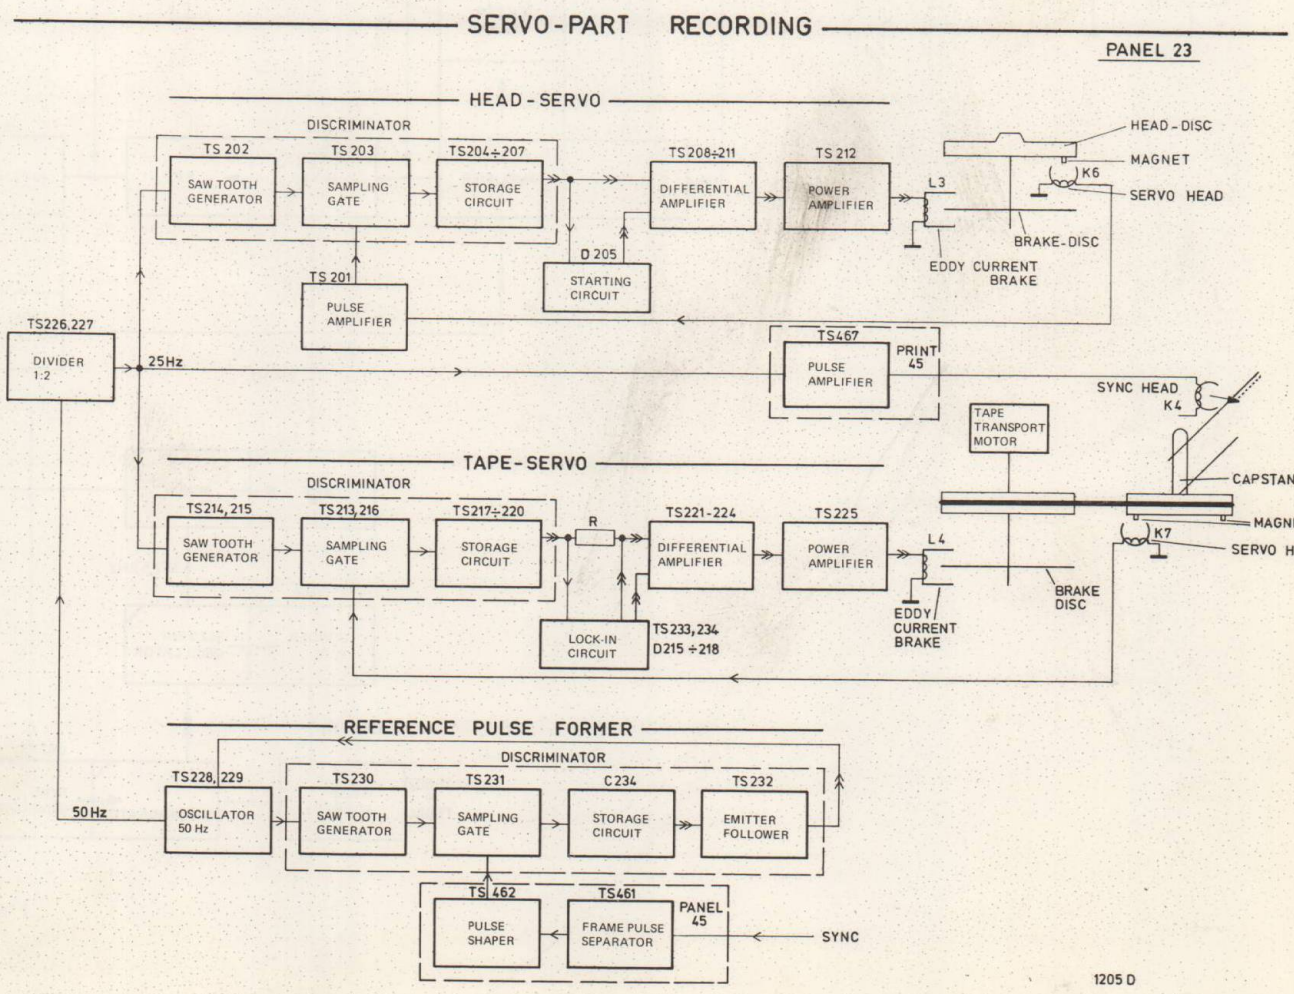 SERVO-PART RECORDING
PANEL 23
HEAD-SERVO
DISCRIMINATOR
TS 202
SAW TOOTH
GENERATOR
TS203
SAMPLING
GATE
TS204÷207
STORAGE
CIRCUIT
TS208÷211
DIFFERENTIAL
AMPLIFIER
TS 212
POWER
AMPLIFIER
L3
HEAD-DISC
MAGNET
K6
SERVO HEAD
BRAKE-DISC
EDDY CURRENT
BRAKE
D 205
STARTING
CIRCUIT
TS 201
PULSE
AMPLIFIER
TS226,227
DIVIDER
1:2
25Hz
TS467
PULSE
AMPLIFIER
PRINT
45
SYNC HEAD
K4
TAPE
TRANSPORT
MOTOR
CAPSTAN
MAGNE
K7
SERVO H
TAPE-SERVO
DISCRIMINATOR
TS214,215
SAW TOOTH
GENERATOR
TS213,216
SAMPLING
GATE
TS217÷220
STORAGE
CIRCUIT
R
TS221-224
DIFFERENTIAL
AMPLIFIER
TS225
POWER
AMPLIFIER
L4
EDDY
CURRENT
BRAKE
BRAKE
DISC
LOCK-IN
CIRCUIT
TS233,234
D215 ÷218
REFERENCE PULSE FORMER
DISCRIMINATOR
TS228,229
OSCILLATOR
50 Hz
50Hz
TS230
SAW TOOTH
GENERATOR
TS231
SAMPLING
GATE
C234
STORAGE
CIRCUIT
TS232
EMITTER
FOLLOWER
TS462
PULSE
SHAPER
TS461
FRAME PULSE
SEPARATOR
PANEL
45
SYNC
1205 D